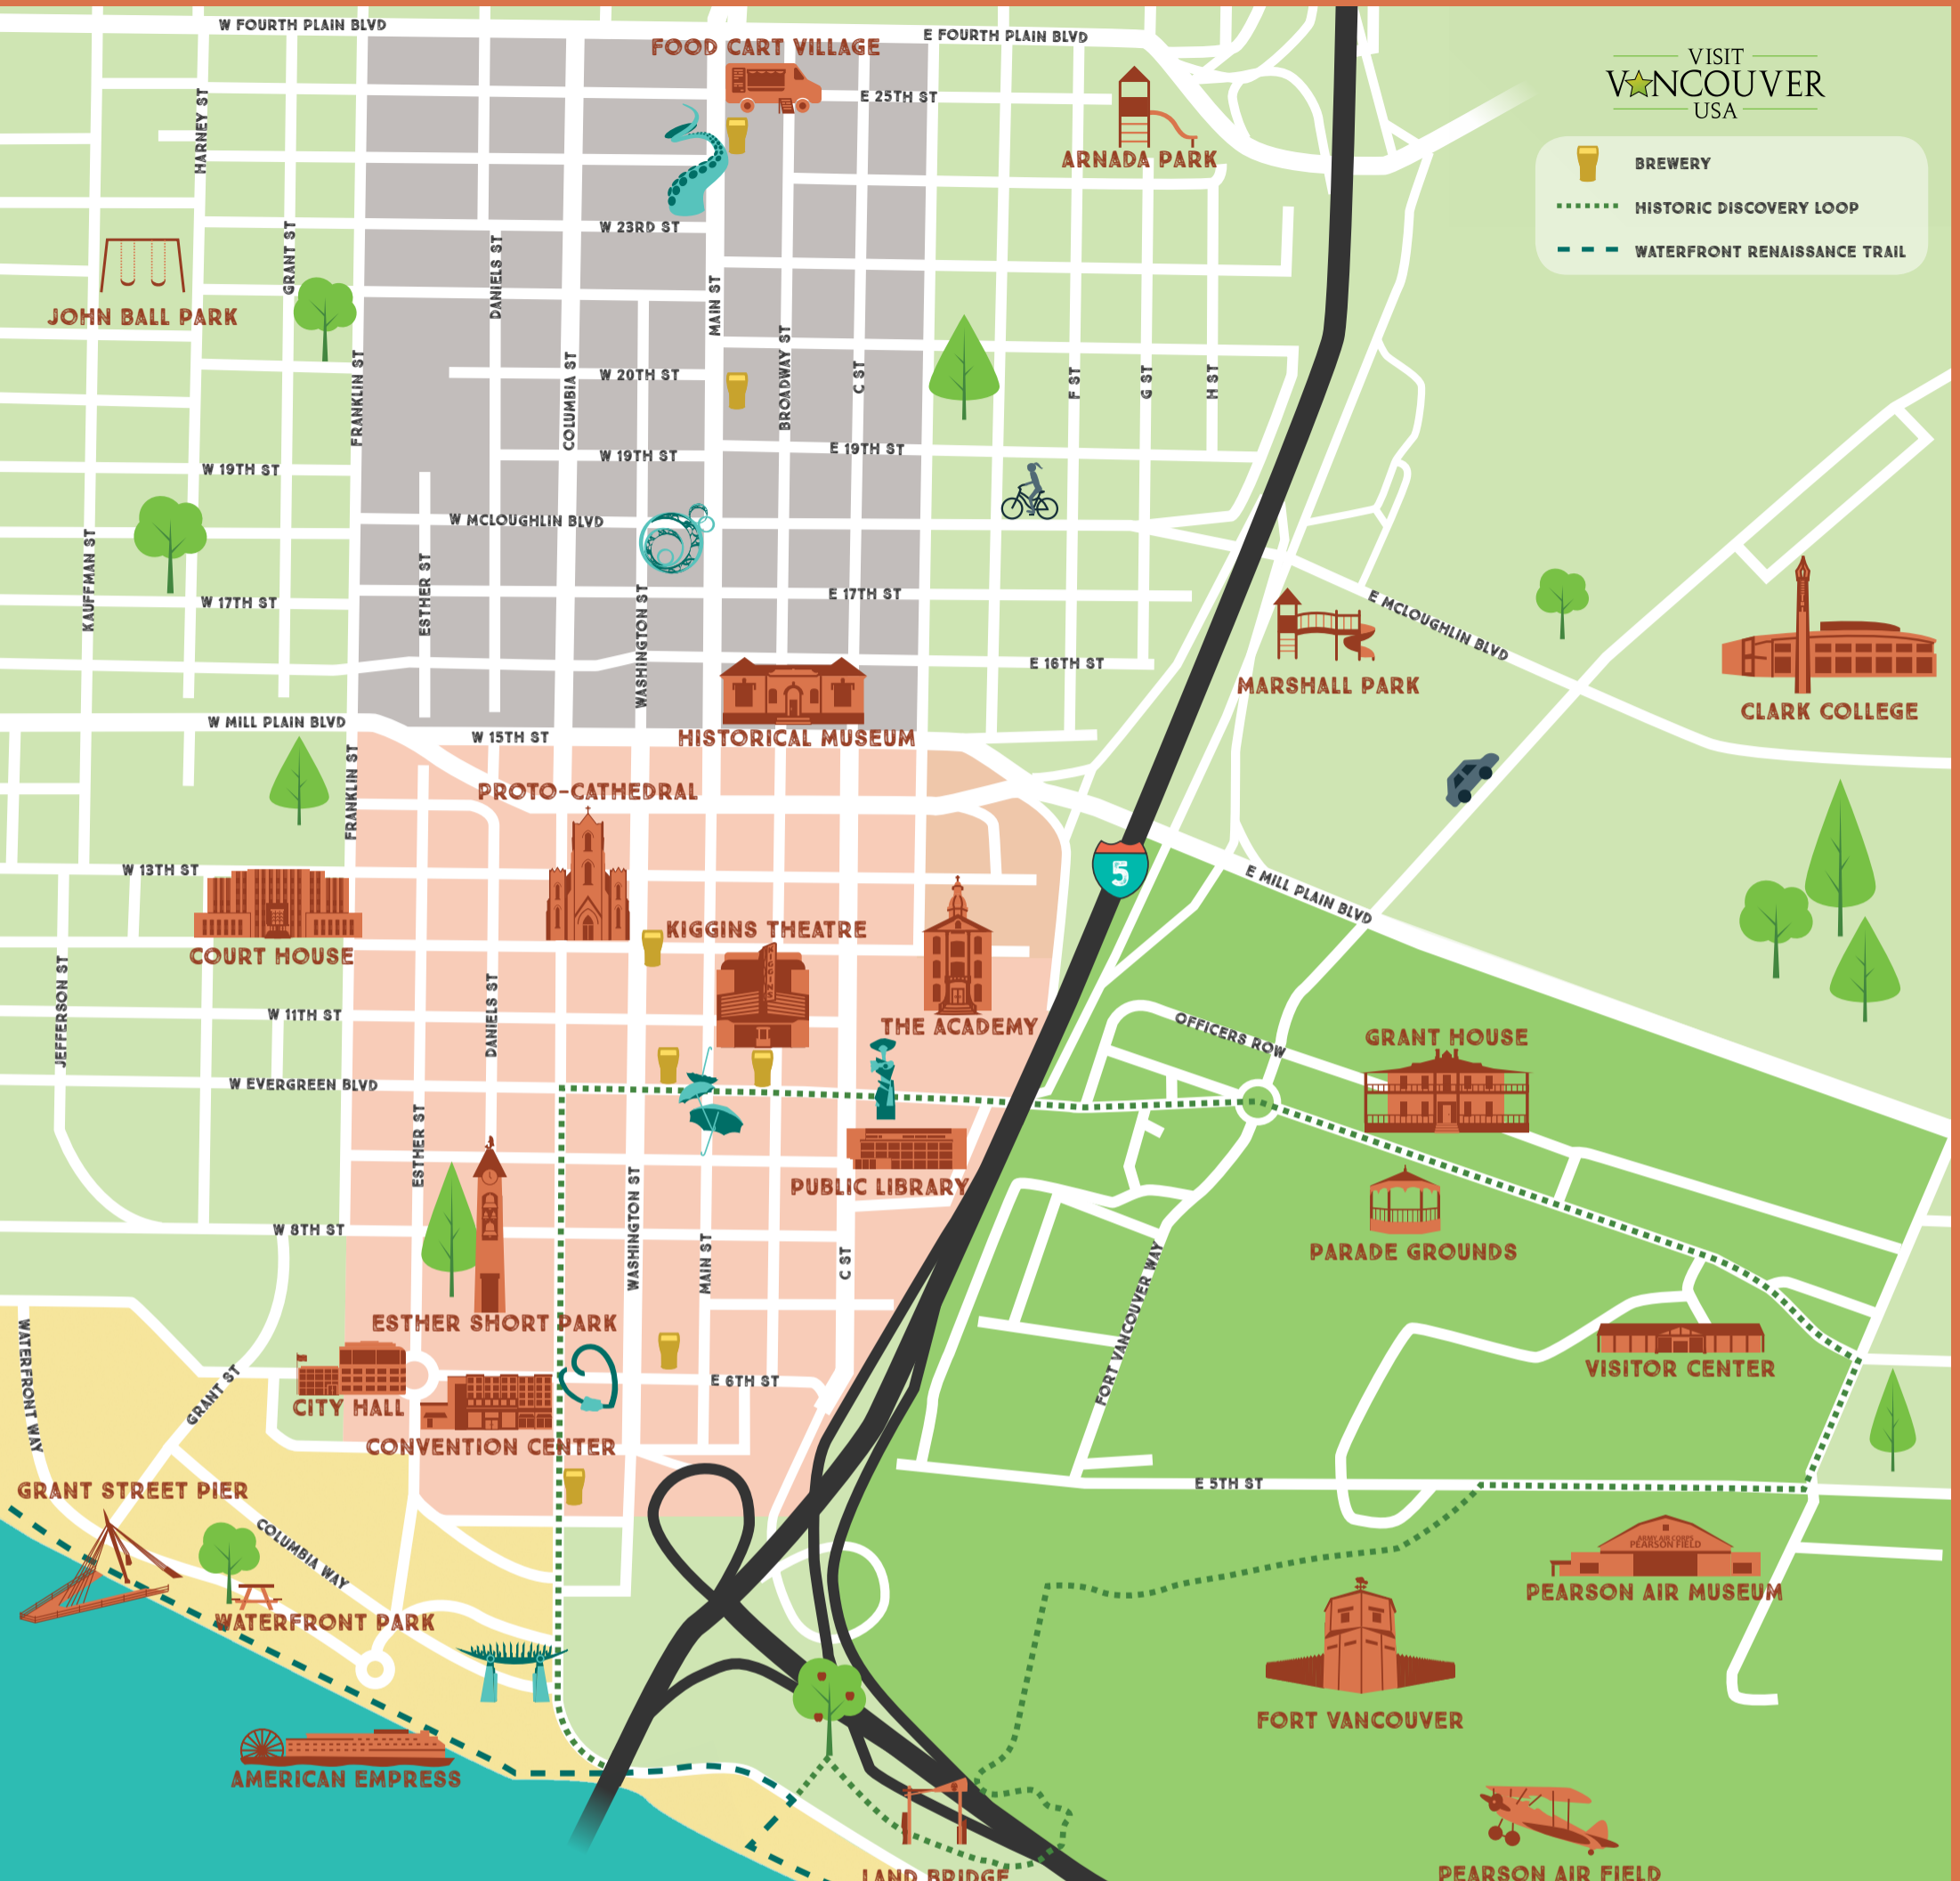 W FOURTH PLAIN BLVD
E FOURTH PLAIN BLVD
FOOD CART VILLAGE
VISIT
VANCOUVER
USA
E 25TH ST
HARNEY ST
ARNADA PARK
BREWERY
HISTORIC DISCOVERY LOOP
WATERFRONT RENAISSANCE TRAIL
W 23RD ST
GRANT ST
DANIELS ST
MAIN ST
JOHN BALL PARK
FRANKLIN ST
COLUMBIA ST
W 20TH ST
BROADWAY ST
C ST
F ST
G ST
H ST
W 19TH ST
W 19TH ST
E 19TH ST
W MCLOUGHLIN BLVD
KAUFFMAN ST
ESTHER ST
W 17TH ST
WASHINGTON ST
E 17TH ST
E MCLOUGHLIN BLVD
E 16TH ST
MARSHALL PARK
CLARK COLLEGE
W MILL PLAIN BLVD
W 15TH ST
HISTORICAL MUSEUM
FRANKLIN ST
PROTO-CATHEDRAL
W 13TH ST
5
E MILL PLAIN BLVD
COURT HOUSE
KIGGINS THEATRE
KIGGINS
JEFFERSON ST
DANIELS ST
W 11TH ST
THE ACADEMY
OFFICERS ROW
GRANT HOUSE
W EVERGREEN BLVD
ESTHER ST
WASHINGTON ST
PUBLIC LIBRARY
W 8TH ST
MAIN ST
C ST
PARADE GROUNDS
FORT VANCOUVER WAY
ESTHER SHORT PARK
WATERFRONT WAY
GRANT ST
CITY HALL
E 6TH ST
VISITOR CENTER
CONVENTION CENTER
E 5TH ST
GRANT STREET PIER
COLUMBIA WAY
ARMY AIR CORPS
PEARSON FIELD
PEARSON AIR MUSEUM
WATERFRONT PARK
FORT VANCOUVER
AMERICAN EMPRESS
LAND BRIDGE
PEARSON AIR FIELD